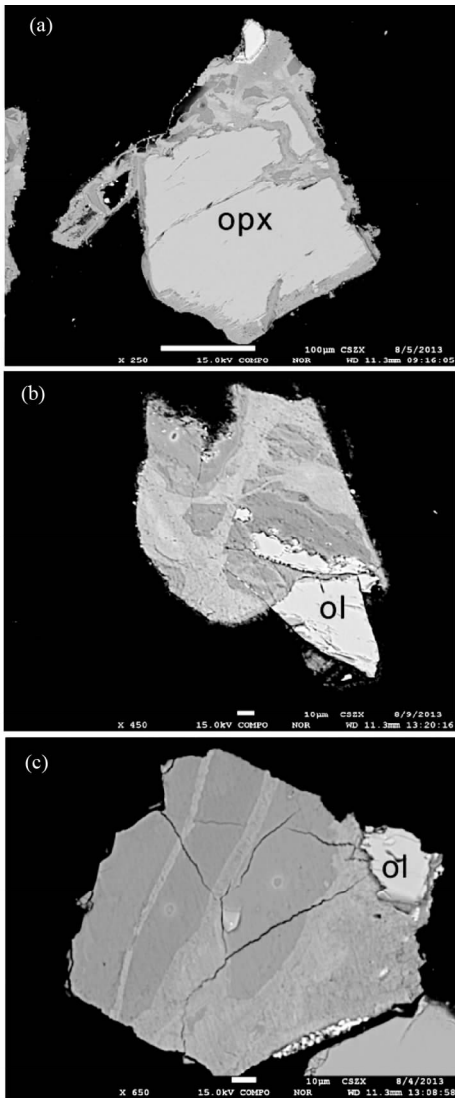 (a)
opx
100µm CSZX 8/5/2013
X 250 15.0kV COMPO NOR WD 11.3mm 09:16:05
(b)
ol
10µm CSZX 8/9/2013
X 450 15.0kV COMPO NOR WD 11.3mm 13:20:16
(c)
ol
10µm CSZX 8/4/2013
X 650 15.0kV COMPO NOR WD 11.3mm 13:08:58